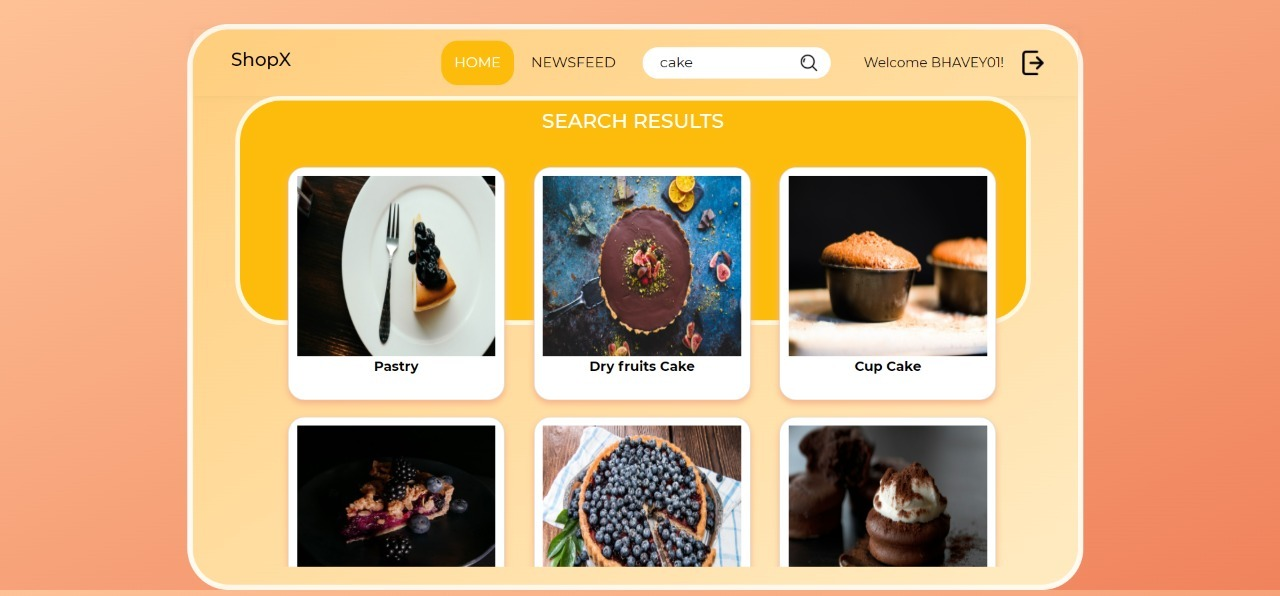 ShopX
HOME
NEWSFEED
cake
Welcome BHAVEY01!
SEARCH RESULTS
Pastry
Dry fruits Cake
Cup Cake